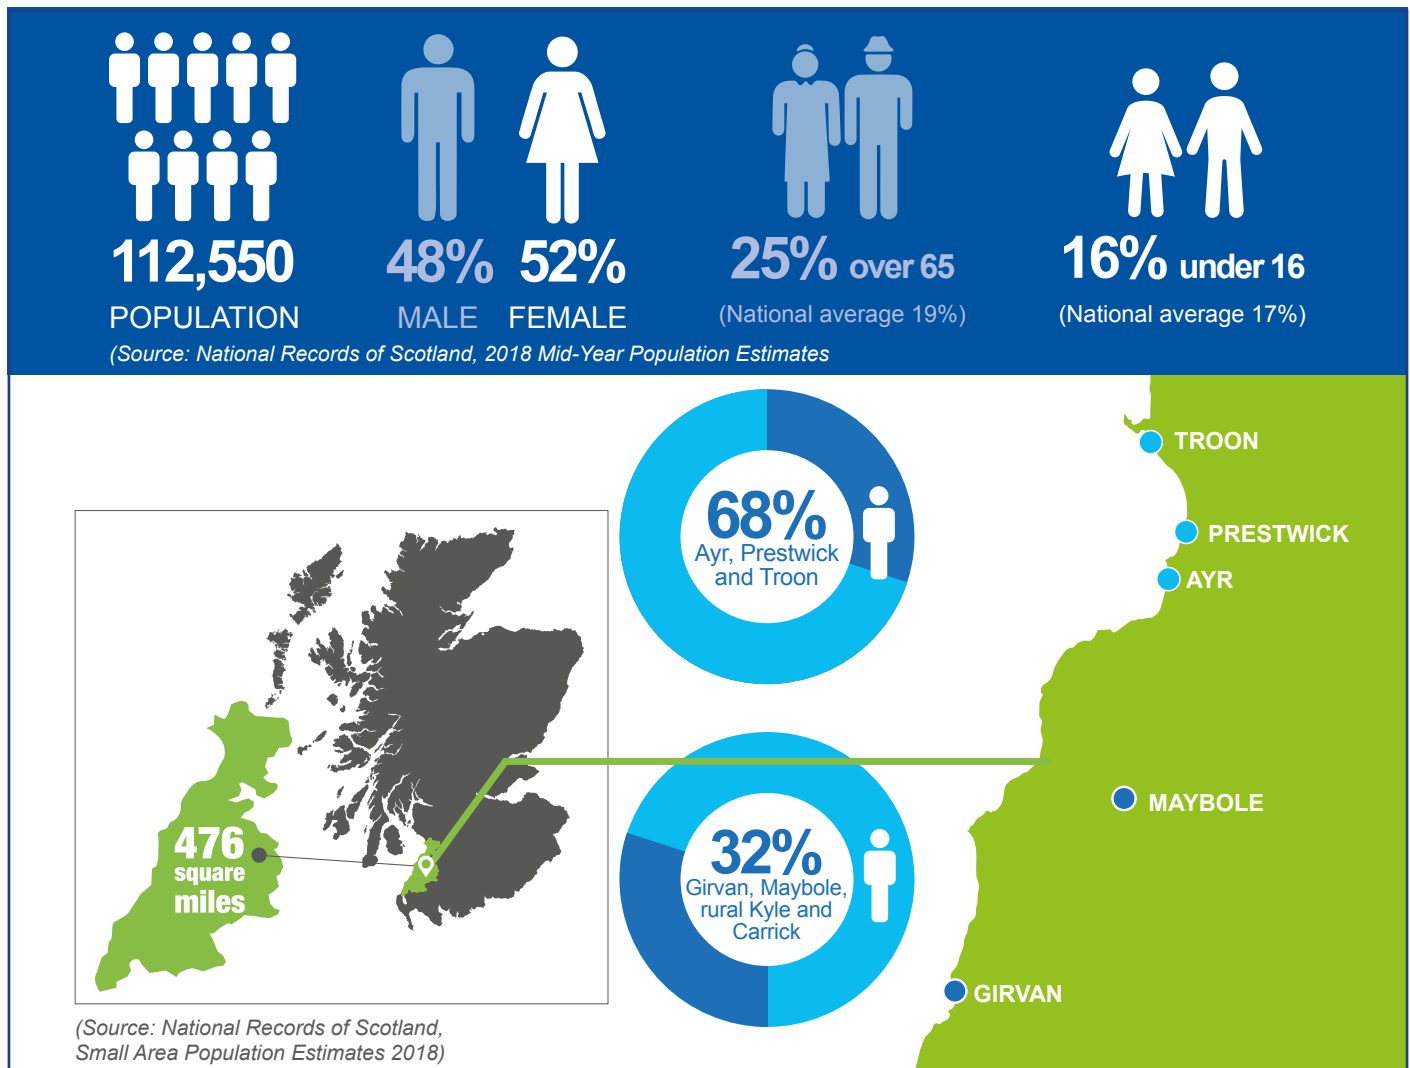 112,550
POPULATION
48%
MALE
52%
FEMALE
25% over 65
(National average 19%)
16% under 16
(National average 17%)
(Source: National Records of Scotland, 2018 Mid-Year Population Estimates
68%
Ayr, Prestwick
and Troon
32%
Girvan, Maybole,
rural Kyle and
Carrick
476
square
miles
(Source: National Records of Scotland,
Small Area Population Estimates 2018)
TROON
PRESTWICK
AYR
MAYBOLE
GIRVAN